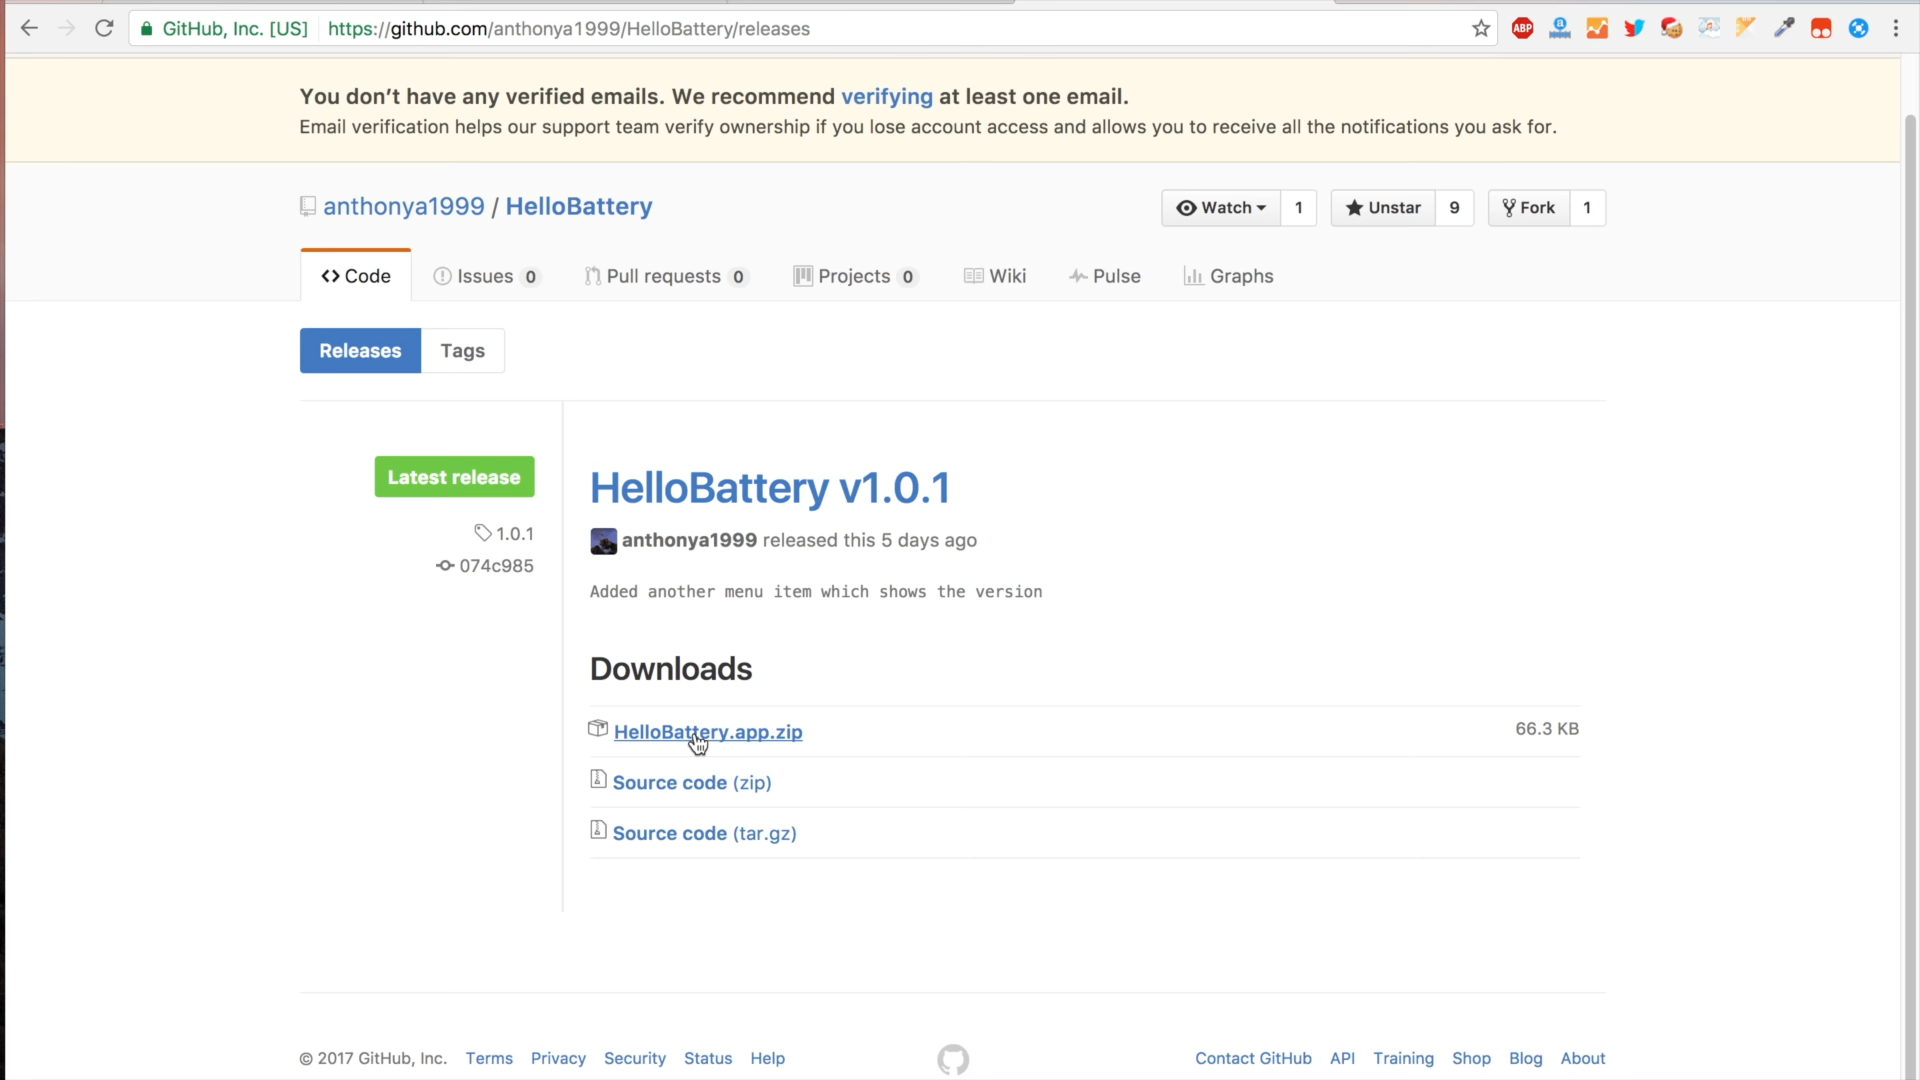 GitHub, Inc. [US] https://github.com/anthonya1999/HelloBattery/releases
ABP
You don’t have any verified emails. We recommend verifying at least one email.
Email verification helps our support team verify ownership if you lose account access and allows you to receive all the notifications you ask for.
anthonya1999 / HelloBattery
Watch 1 Unstar 9 Fork 1
Code Issues 0 Pull requests 0 Projects 0 Wiki Pulse Graphs
Releases Tags
Latest release
1.0.1
074c985
HelloBattery v1.0.1
anthonya1999 released this 5 days ago
Added another menu item which shows the version
Downloads
HelloBattery.app.zip 66.3 KB
Source code (zip)
Source code (tar.gz)
© 2017 GitHub, Inc. Terms Privacy Security Status Help Contact GitHub API Training Shop Blog About